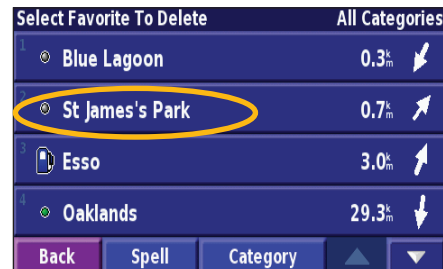 Select Favorite To Delete All Categories
1 Blue Lagoon 0.3km
2 St James's Park 0.7km
3 Esso 3.0km
4 Oaklands 29.3km
Back Spell Category